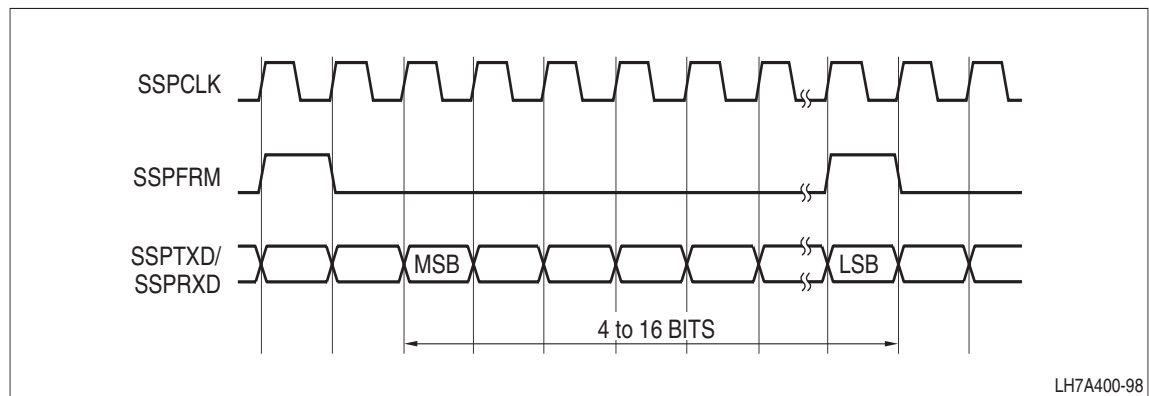 SSPCLK
SSPFRM
SSPTXD/
SSPRXD
MSB
LSB
4 to 16 BITS
LH7A400-98